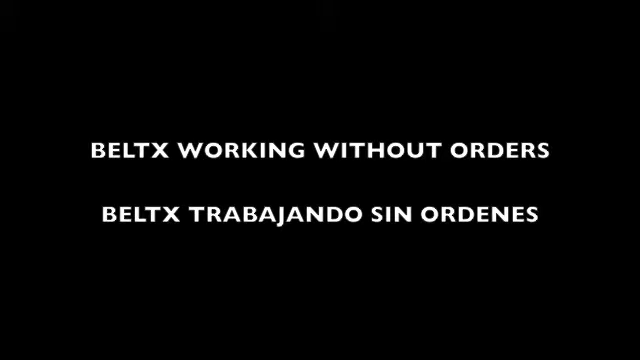 BELTX WORKING WITHOUT ORDERS
BELTX TRABAJANDO SIN ORDENES